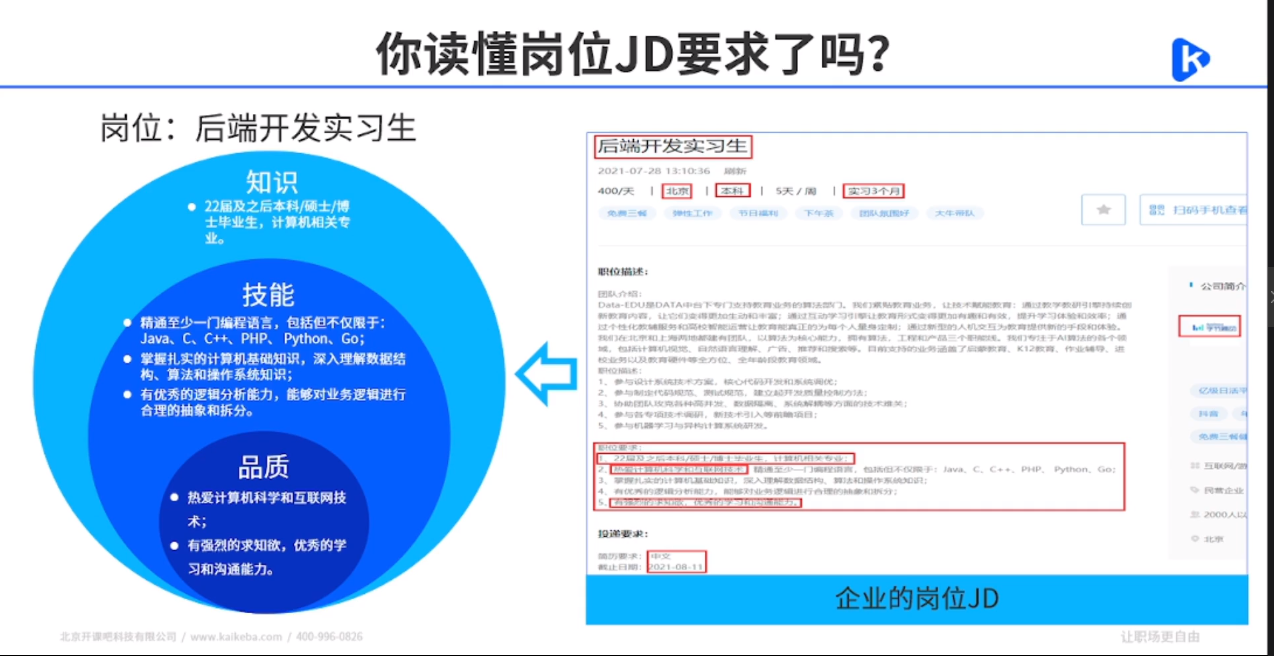 你读懂岗位JD要求了吗?
岗位：后端开发实习生
知识
22届及之后本科/硕士/博
士毕业生，计算机相关专
业。
技能
精通至少一门编程语言，包括但不仅限于：
Java、C、C++、PHP、 Python、Go；
掌握扎实的计算机基础知识，深入理解数据结
构、算法和操作系统知识；
有优秀的逻辑分析能力，能够对业务逻辑进行
合理的抽象和拆分。
品质
热爱计算机科学和互联网技
术；
有强烈的求知欲，优秀的学
习和沟通能力。
后端开发实习生
2021-07-28 13:10:36 刷新
400/天 | 北京 | 本科 | 5天 / 周 | 实习3个月
免费三餐 弹性工作 节日福利 下午茶 团队氛围好 大牛带队
扫码手机查看
职位描述：
团队介绍：
Data-EDU是DATA中台下专门支持教育业务的算法部门。我们紧贴教育业务，让技术赋能教育：通过教学教研引擎持续创
新教育内容，让它们变得更加生动和丰富；通过互动学习引擎让教育形式变得更加有趣和有效，提升学习体验和效率；通
过个性化教辅服务和高校智能运营让教育能真正的为每个人量身定制；通过新型的人机交互为教育提供新的手段和体验。
我们在北京和上海两地都建有团队，以算法为核心能力，拥有算法、工程和产品三个职能线。我们专注于AI算法的各个领
域，包括计算机视觉、自然语言理解、广告、推荐和搜索等。目前支持的业务涵盖了启蒙教育、K12教育、作业辅导、进
校业务以及教育硬件等全方位、全年龄段教育领域。
职位描述：
1、参与设计系统技术方案，核心代码开发和系统调优；
2、参与制定代码规范、测试规范，建立起开发质量控制方法；
3、协助团队攻克各种高并发、数据隔离、系统解耦等方面的技术难关；
4、参与各专项技术调研，新技术引入等前瞻项目；
5、参与机器学习与异构计算系统研发。
职位要求：
1、22届及之后本科/硕士/博士毕业生，计算机相关专业；
2、热爱计算机科学和互联网技术，精通至少一门编程语言，包括但不仅限于：Java、C、C++、PHP、 Python、Go；
3、掌握扎实的计算机基础知识，深入理解数据结构、算法和操作系统知识；
4、有优秀的逻辑分析能力，能够对业务逻辑进行合理的抽象和拆分；
5、有强烈的求知欲，优秀的学习和沟通能力。
投递要求：
简历要求：中文
截止日期：2021-08-11
公司简介
字节跳动
亿级日活平
抖音
免费三餐
互联网/游
民营企业
2000人以
北京
企业的岗位JD
北京开课吧科技有限公司 / www.kaikeba.com / 400-996-0826
让职场更自由